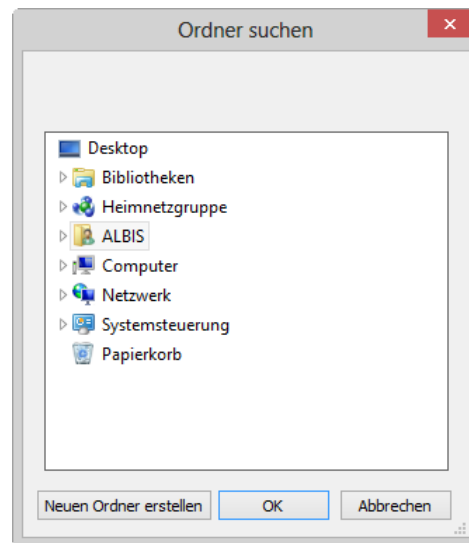 Ordner suchen
Desktop
Bibliotheken
Heimnetzgruppe
ALBIS
Computer
Netzwerk
Systemsteuerung
Papierkorb
Neuen Ordner erstellen OK Abbrechen